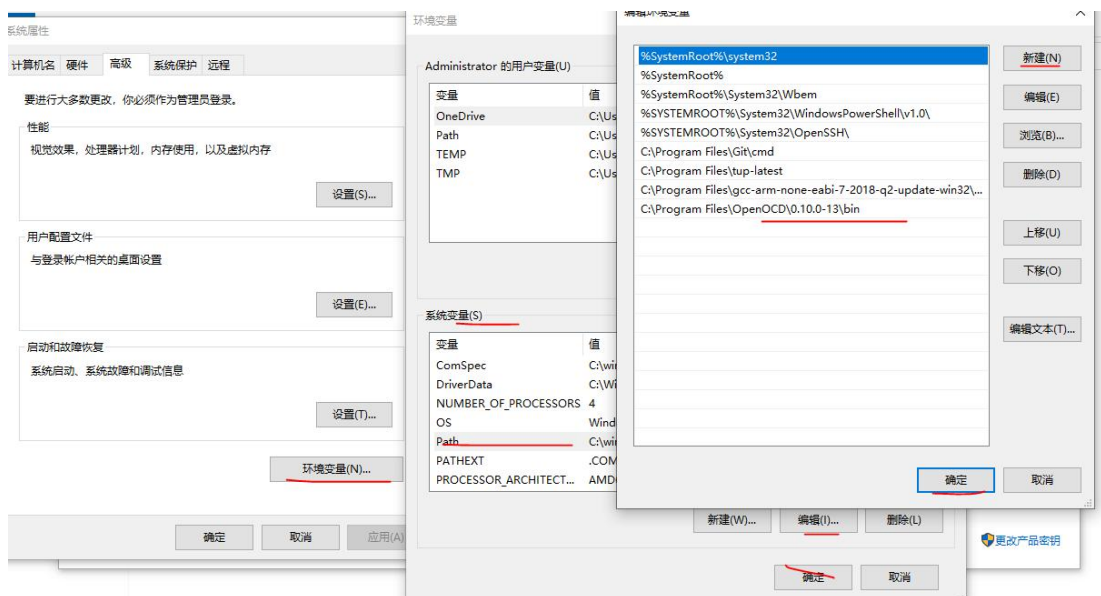 系统属性
计算机名 硬件 高级 系统保护 远程
要进行大多数更改，你必须作为管理员登录。
性能
视觉效果，处理器计划，内存使用，以及虚拟内存
设置(S)...
用户配置文件
与登录帐户相关的桌面设置
设置(E)...
启动和故障恢复
系统启动、系统故障和调试信息
设置(T)...
环境变量(N)...
确定 取消 应用(A)
环境变量
Administrator 的用户变量(U)
变量 值
OneDrive C:\Us
Path C:\Us
TEMP C:\Us
TMP C:\Us
系统变量(S)
变量 值
ComSpec C:\wi
DriverData C:\Wi
NUMBER_OF_PROCESSORS 4
OS Wind
Path C:\wi
PATHEXT .COM
PROCESSOR_ARCHITECT... AMD
新建(W)... 编辑(I)... 删除(L)
确定 取消
编辑环境变量
%SystemRoot%\system32
%SystemRoot%
%SystemRoot%\System32\Wbem
%SYSTEMROOT%\System32\WindowsPowerShell\v1.0\
%SYSTEMROOT%\System32\OpenSSH\
C:\Program Files\Git\cmd
C:\Program Files\tup-latest
C:\Program Files\gcc-arm-none-eabi-7-2018-q2-update-win32\...
C:\Program Files\OpenOCD\0.10.0-13\bin
新建(N)
编辑(E)
浏览(B)...
删除(D)
上移(U)
下移(O)
编辑文本(T)...
确定 取消
更改产品密钥